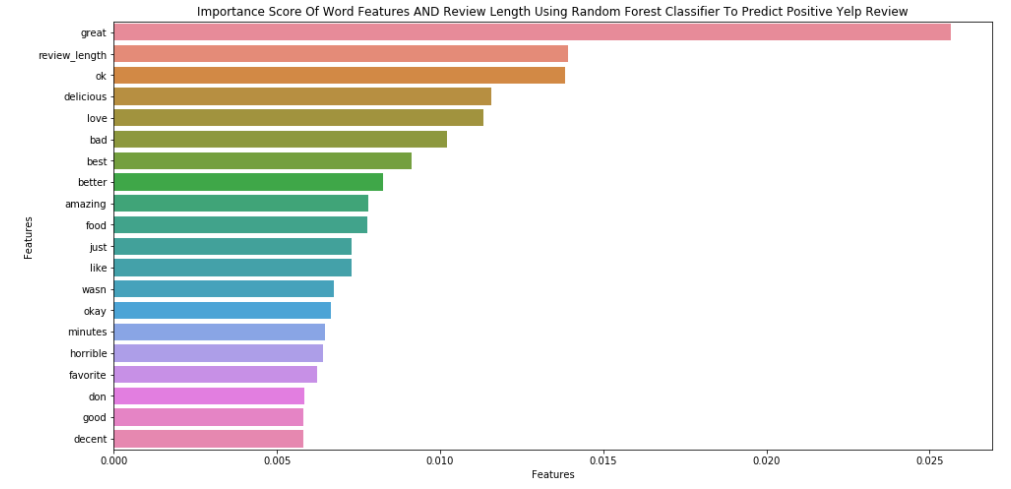 Importance Score Of Word Features AND Review Length Using Random Forest Classifier To Predict Positive Yelp Review
great
review_length
ok
delicious
love
bad
best
better
amazing
food
just
like
wasn
okay
minutes
horrible
favorite
don
good
decent
Features
0.000 0.005 0.010 0.015 0.020 0.025
Features